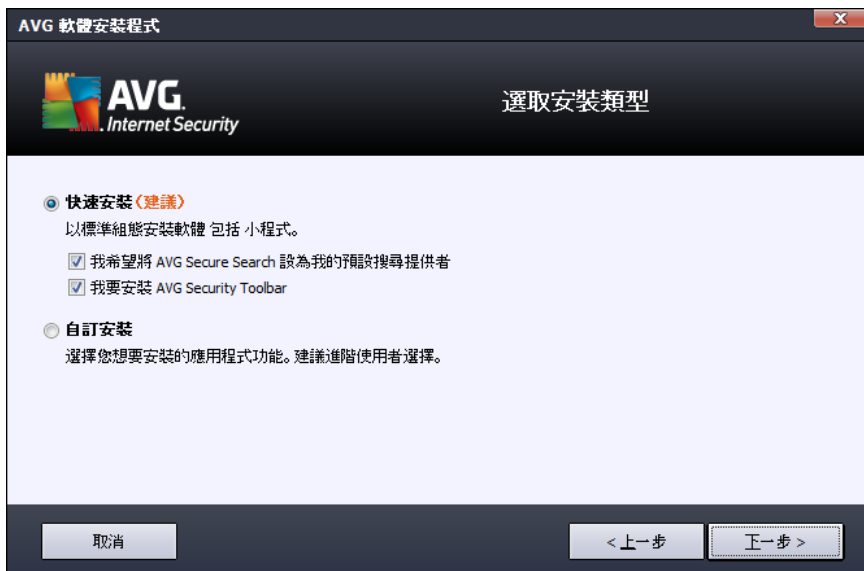 AVG 軟體安裝程式
X
AVG.
Internet Security
選取安裝類型
快速安裝(建議)
以標準組態安裝軟體 包括 小程式。
我希望將 AVG Secure Search 設為我的預設搜尋提供者
我要安裝 AVG Security Toolbar
自訂安裝
選擇您想要安裝的應用程式功能。建議進階使用者選擇。
取消
<上一步
下一步>